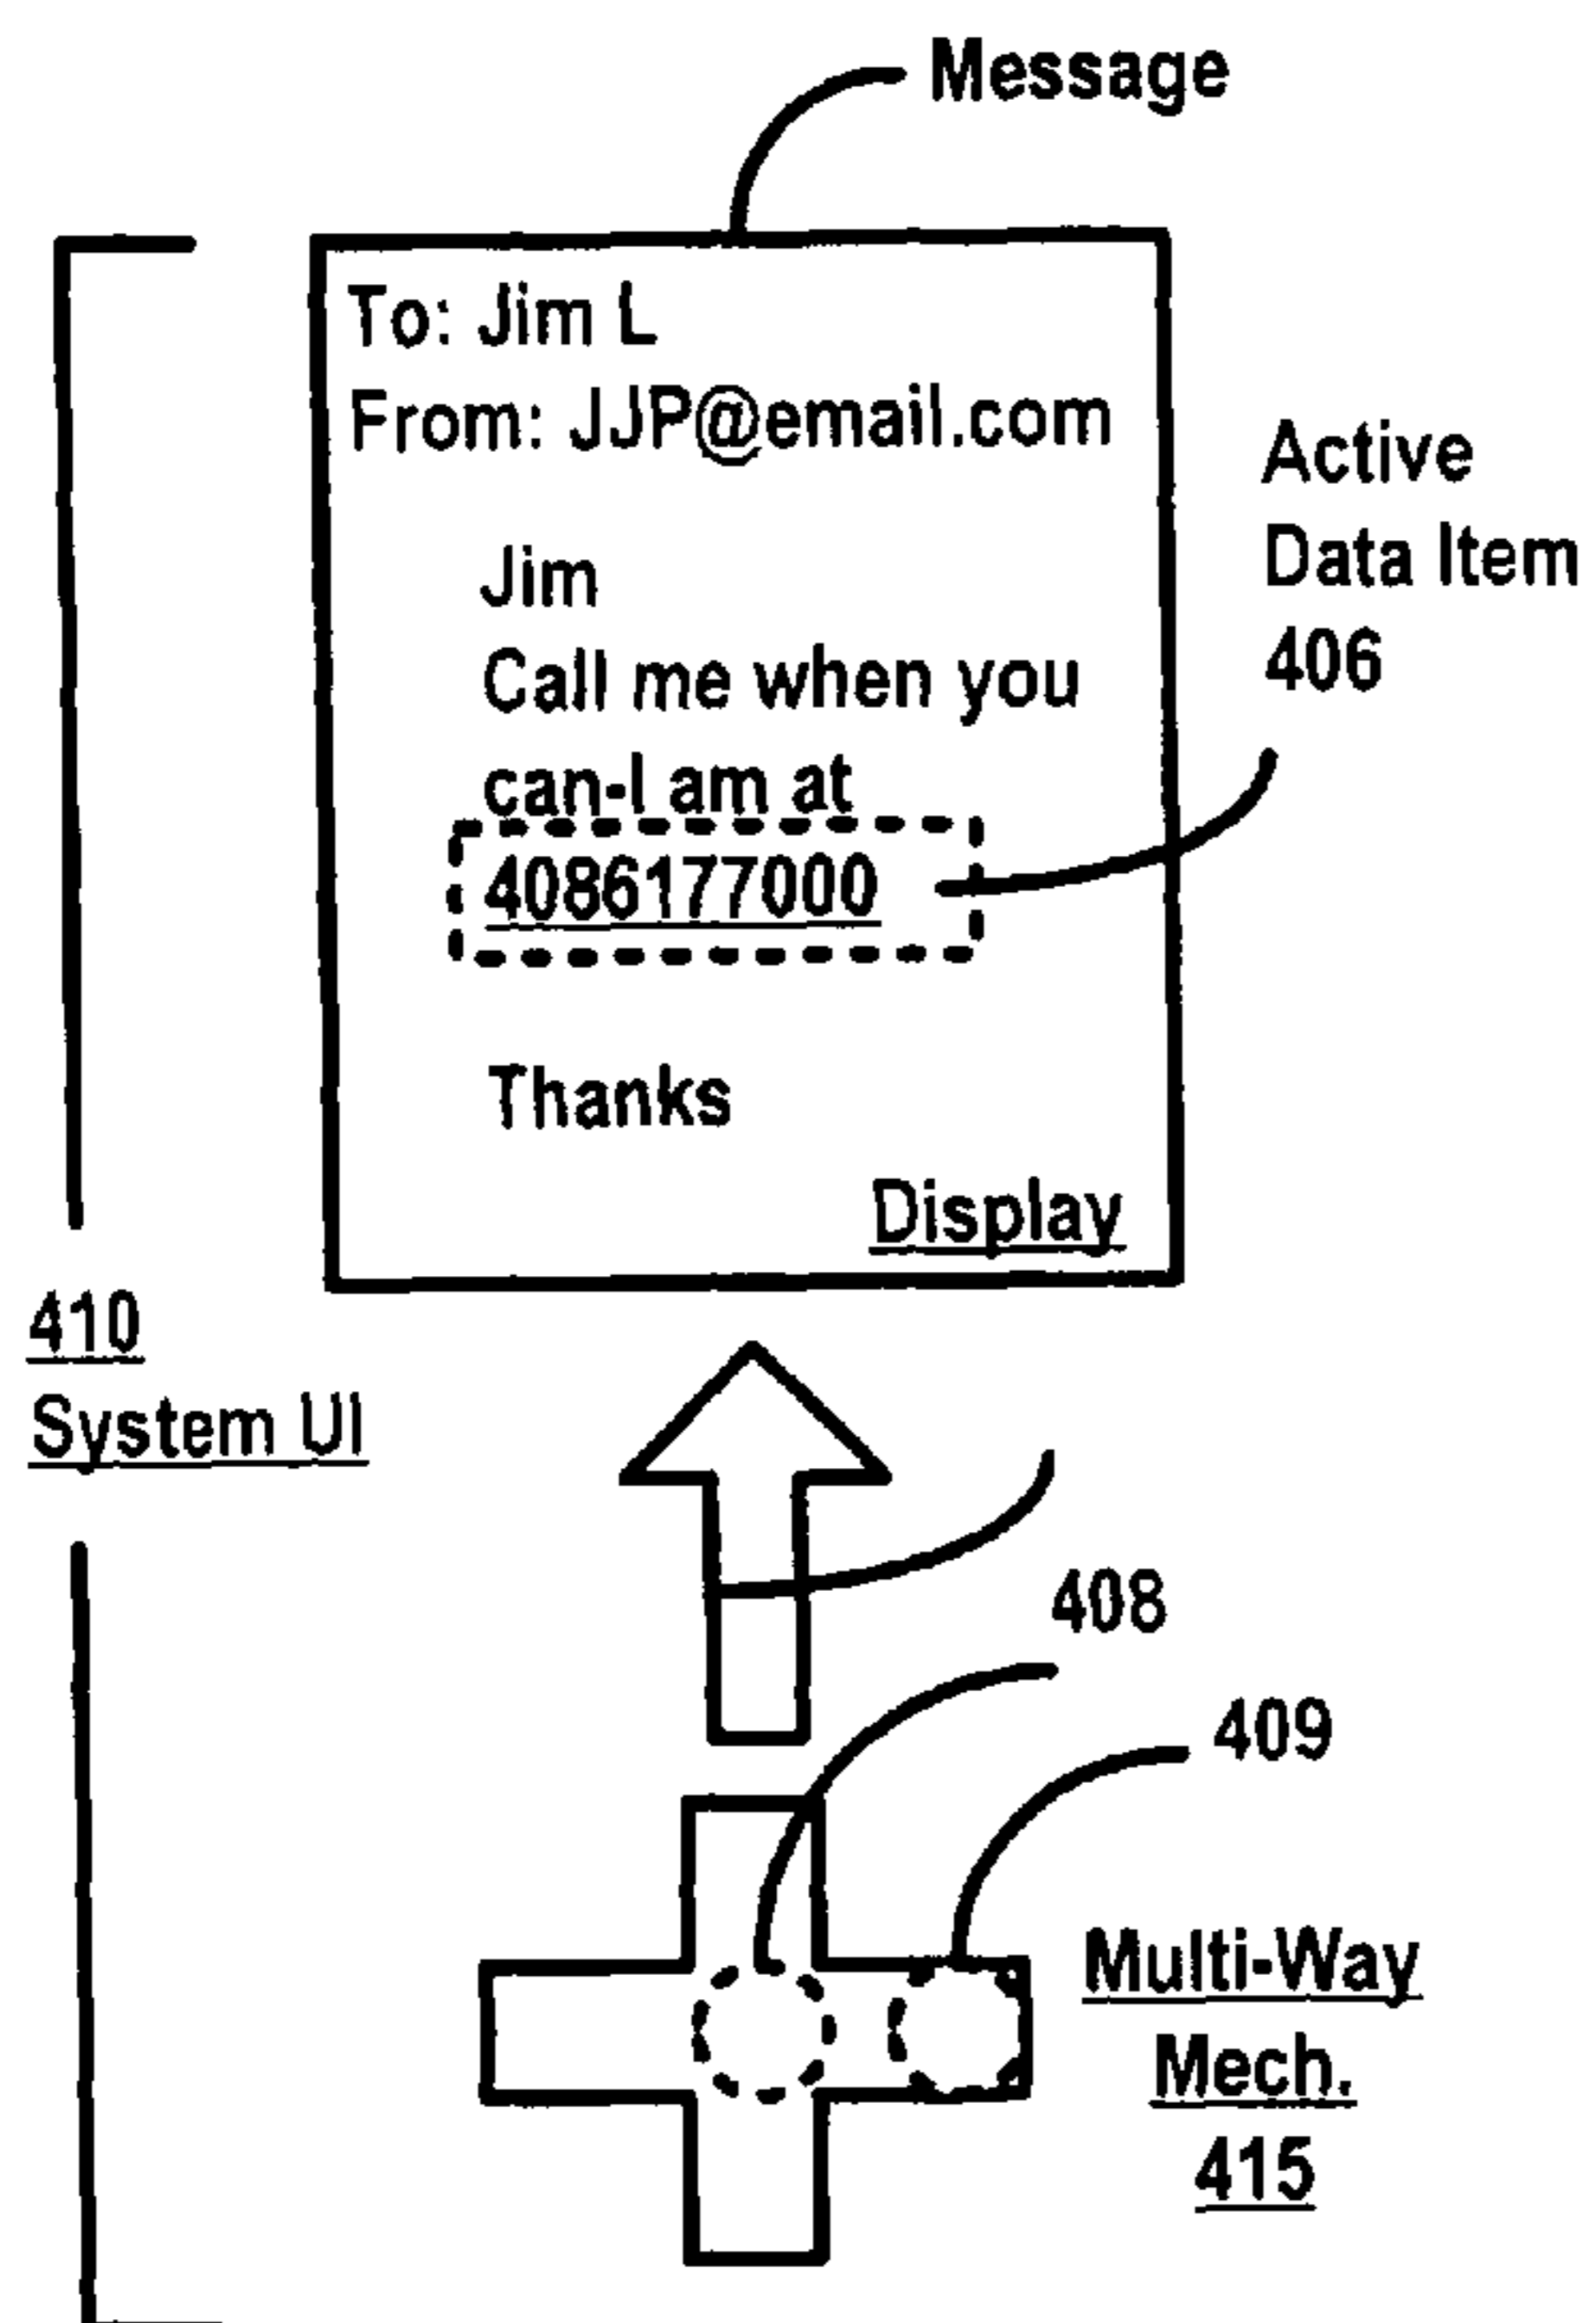 Message
To: Jim L
From: JJP@email.com
Jim
Call me when you
can-I am at
4086177000
Thanks
Display
Active
Data Item
406
410
System UI
408
409
Multi-Way
Mech.
415